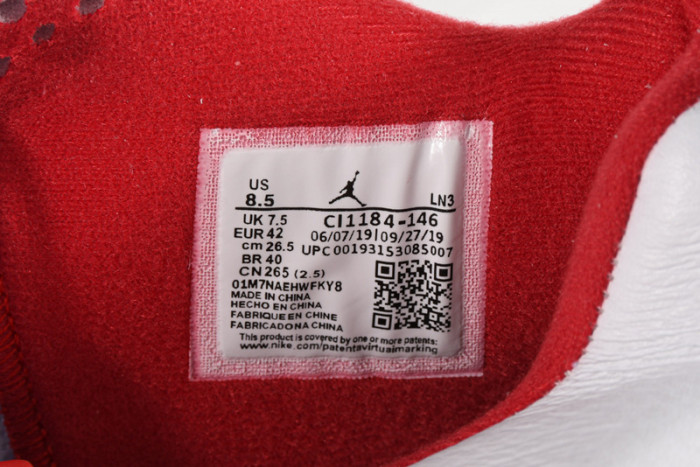 US
8.5
LN3
UK 7.5
CI1184-146
EUR 42
06/07/19|09/27/19
cm 26.5
UPC 00193153085007
BR 40
CN 265 (2.5)
01M7NAEHWFKY8
MADE IN CHINA
HECHO EN CHINA
FABRIQUE EN CHINE
FABRICADONA CHINA
This product is covered by one or more patents:
www.nike.com/patentavirtualmarking